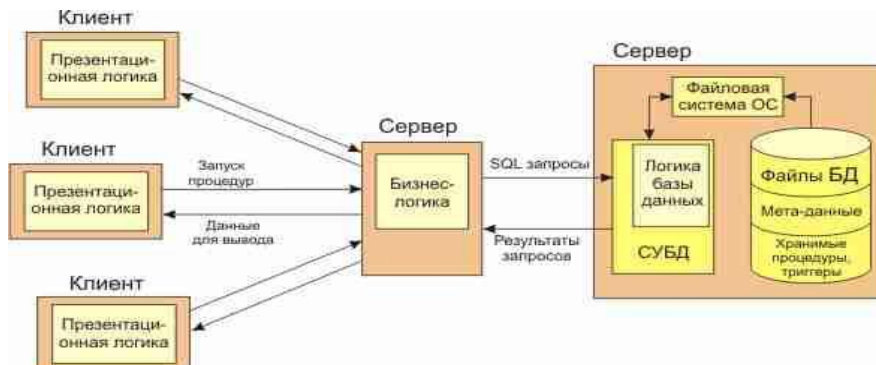 Клиент
Презентаци-
онная логика
Клиент
Презентаци-
онная логика
Клиент
Презентаци-
онная логика
Запуск
процедур
Данные
для вывода
Сервер
Бизнес-
логика
SQL запросы
Результаты
запросов
Сервер
Файловая
система ОС
Логика
базы
данных
СУБД
Файлы БД
Мета-данные
Хранимые
процедуры,
триггеры